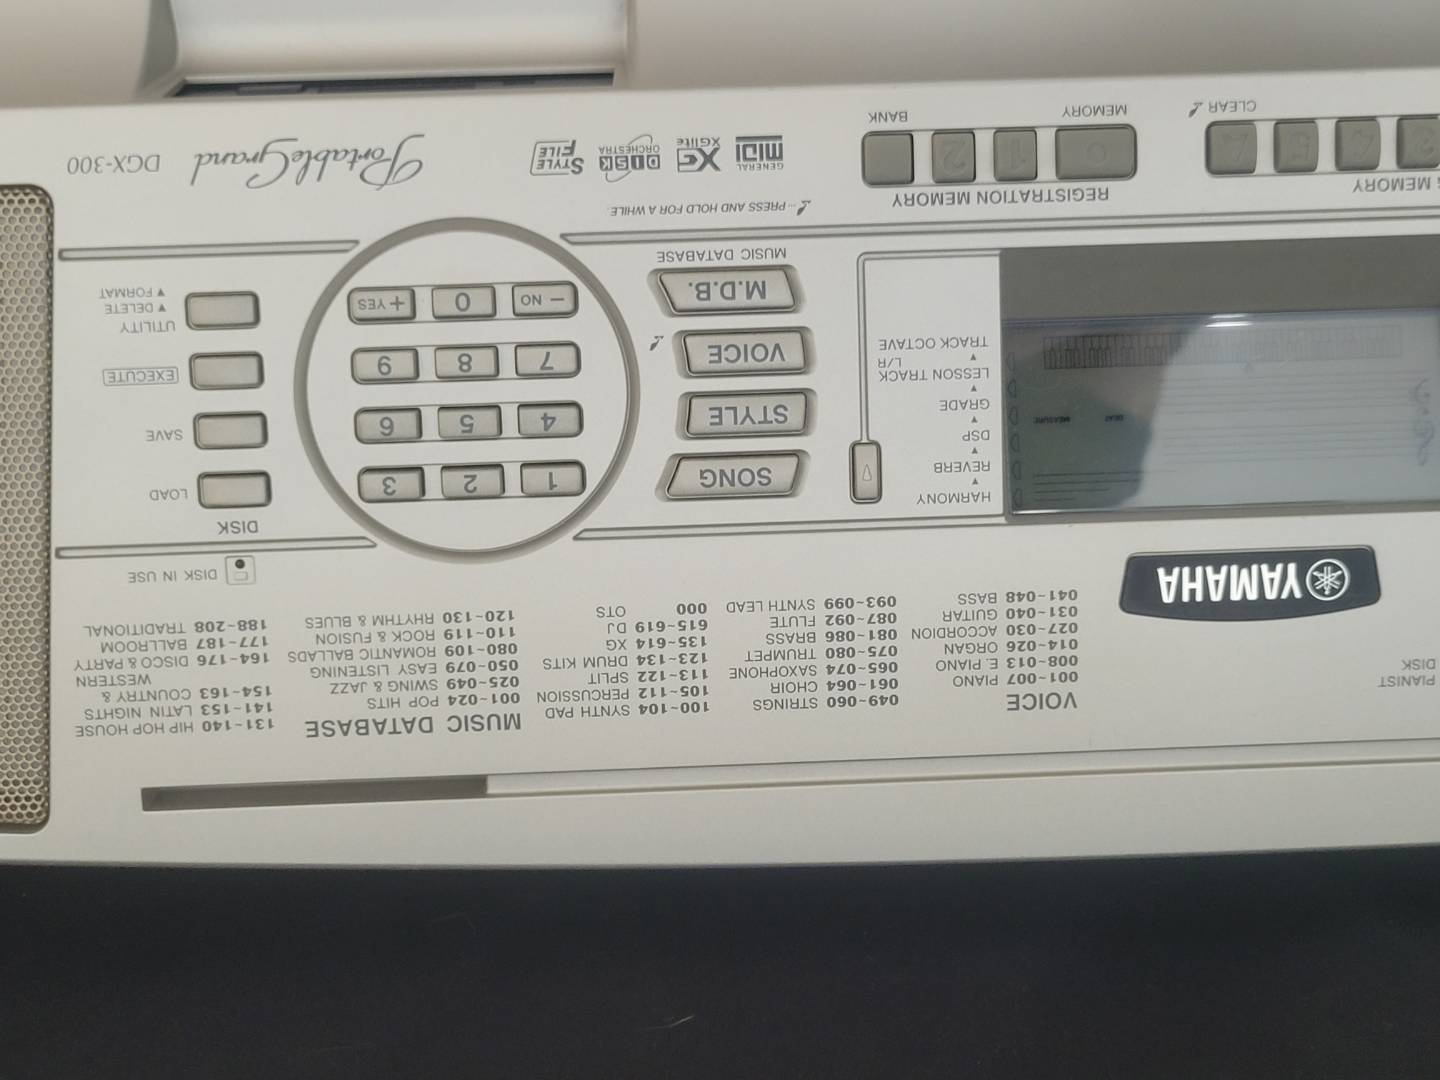 PIANIST
DISK
VOICE
001~007 PIANO
008~013 E. PIANO
014~026 ORGAN
027~030 ACCORDION
031~040 GUITAR
041~048 BASS
049~060 STRINGS
061~064 CHOIR
065~074 SAXOPHONE
075~080 TRUMPET
081~086 BRASS
087~092 FLUTE
093~099 SYNTH LEAD
100~104 SYNTH PAD
105~112 PERCUSSION
113~122 SPLIT
123~134 DRUM KITS
135~614 XG
615~619 DJ
000 OTS
MUSIC DATABASE
001~024 POP HITS
025~049 SWING & JAZZ
050~079 EASY LISTENING
080~109 ROMANTIC BALLADS
110~119 ROCK & FUSION
120~130 RHYTHM & BLUES
131~140 HIP HOP HOUSE
141~153 LATIN NIGHTS
154~163 COUNTRY &
WESTERN
164~176 DISCO & PARTY
177~187 BALLROOM
188~208 TRADITIONAL
YAMAHA
DISK IN USE
HARMONY
REVERB
DSP
GRADE
LESSON TRACK
L/R
TRACK OCTAVE
MEASURE
BEAT
SONG
STYLE
VOICE
M.D.B.
MUSIC DATABASE
1 2 3
4 5 6
7 8 9
− NO 0 + YES
DISK
LOAD
SAVE
EXECUTE
UTILITY
▼ DELETE
▼ FORMAT
MEMORY
3 4 5 A
CLEAR
REGISTRATION MEMORY
0 1 2
MEMORY BANK
... PRESS AND HOLD FOR A WHILE.
GENERAL
MIDI
XG
XGlite
DISK
ORCHESTRA
STYLE
FILE
PortableGrand DGX-300